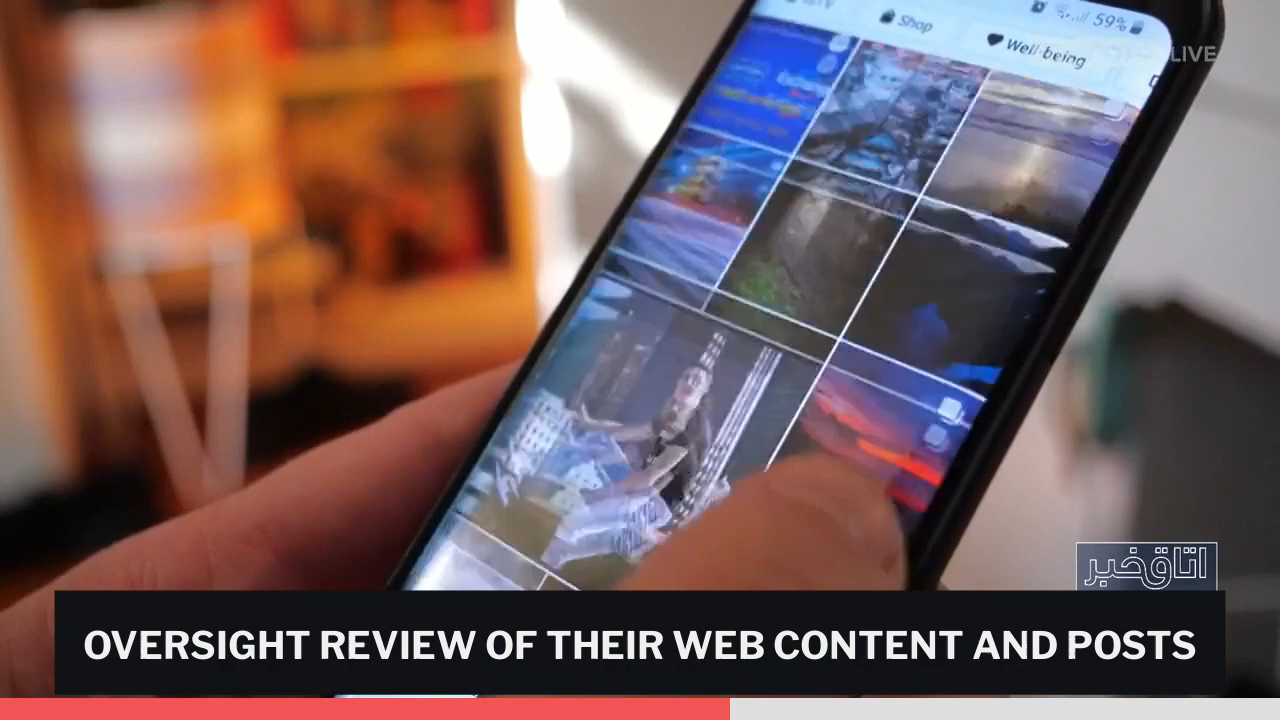 59%
Shop
Well-being
LIVE
اتاق خبر
OVERSIGHT REVIEW OF THEIR WEB CONTENT AND POSTS